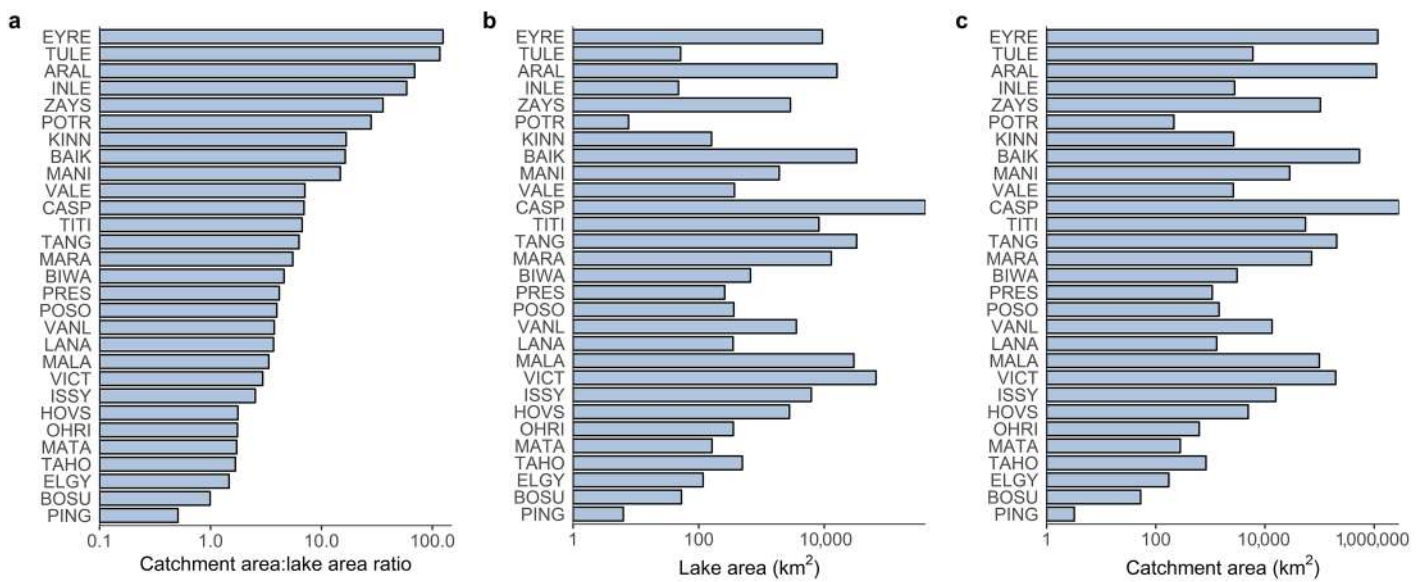 a
EYRE
TULE
ARAL
INLE
ZAYS
POTR
KINN
BAIK
MANI
VALE
CASP
TITI
TANG
MARA
BIWA
PRES
POSO
VANL
LANA
MALA
VICT
ISSY
HOVS
OHRI
MATA
TAHO
ELGY
BOSU
PING
0.1 1.0 10.0 100.0
Catchment area:lake area ratio
b
EYRE
TULE
ARAL
INLE
ZAYS
POTR
KINN
BAIK
MANI
VALE
CASP
TITI
TANG
MARA
BIWA
PRES
POSO
VANL
LANA
MALA
VICT
ISSY
HOVS
OHRI
MATA
TAHO
ELGY
BOSU
PING
1 100 10,000
Lake area (km²)
c
EYRE
TULE
ARAL
INLE
ZAYS
POTR
KINN
BAIK
MANI
VALE
CASP
TITI
TANG
MARA
BIWA
PRES
POSO
VANL
LANA
MALA
VICT
ISSY
HOVS
OHRI
MATA
TAHO
ELGY
BOSU
PING
1 100 10,000 1,000,000
Catchment area (km²)